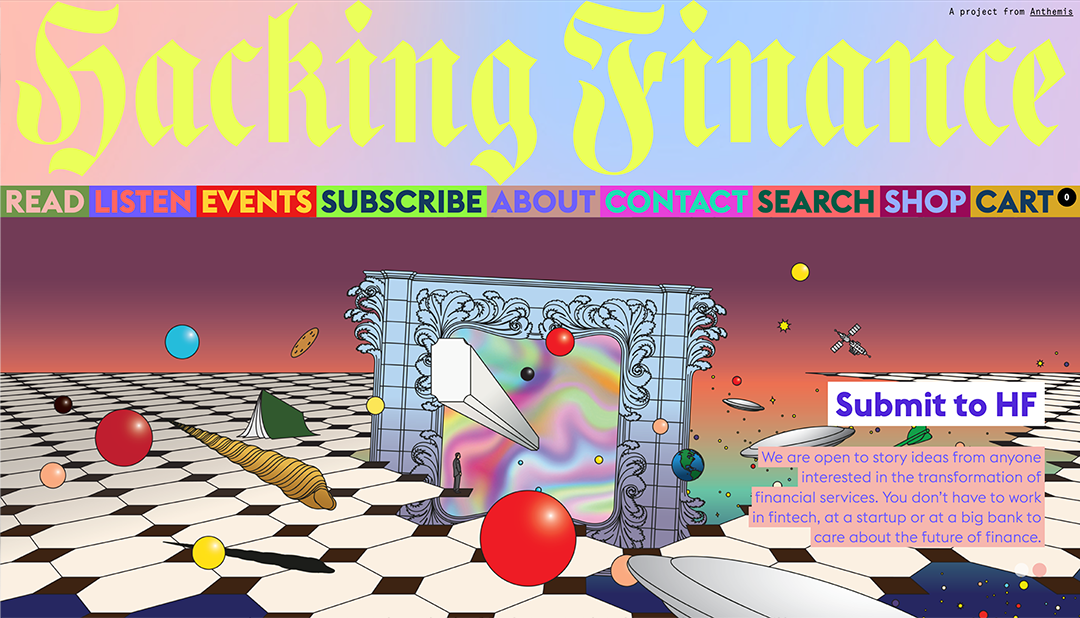 A project from Anthemis
Hacking Finance
READ LISTEN EVENTS SUBSCRIBE ABOUT CONTACT SEARCH SHOP CART 0
Submit to HF
We are open to story ideas from anyone
interested in the transformation of
financial services. You don't have to work
in fintech, at a startup or at a big bank to
care about the future of finance.